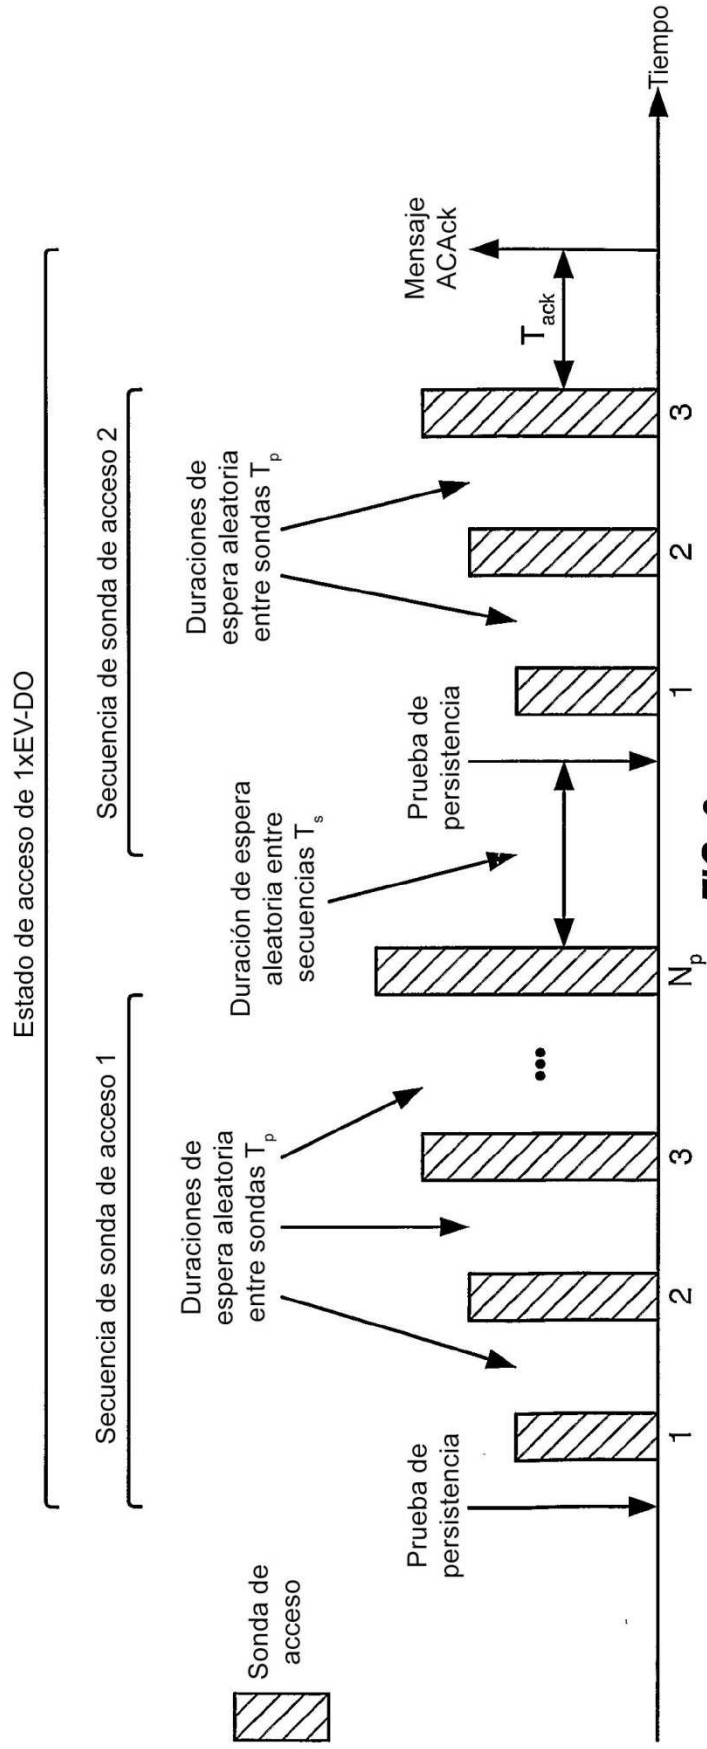 Estado de acceso de 1xEV-DO
Secuencia de sonda de acceso 1
Secuencia de sonda de acceso 2
Sonda de
acceso
Duraciones de
espera aleatoria
entre sondas Tp
Duración de espera
aleatoria entre
secuencias Ts
Duraciones de
espera aleatoria
entre sondas Tp
Prueba de
persistencia
Prueba de
persistencia
Mensaje
ACAck
•••
Tack
Tiempo
1
2
3
Np
1
2
3